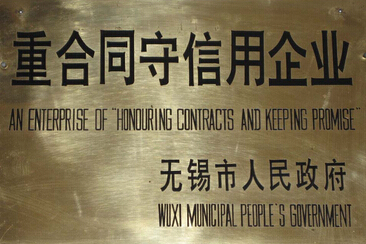 重合同守信用企业
AN ENTERPRISE OF "HONOURING CONTRACTS AND KEEPING PROMISE"
无锡市人民政府
WUXI MUNICIPAL PEOPLE'S GOVERNMENT